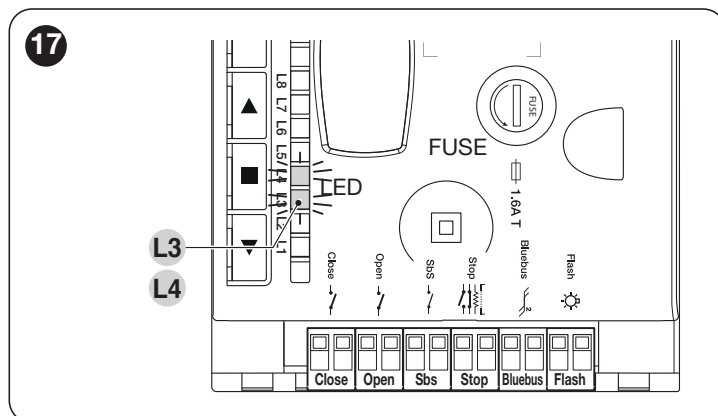 17
L8
L7
L6
L5
L4
L3
L2
L1
FUSE
FUSE
LED
1.6A T
L3
L4
Close
Open
SbS
Stop
Bluebus
Flash
2
Close Open Sbs Stop Bluebus Flash